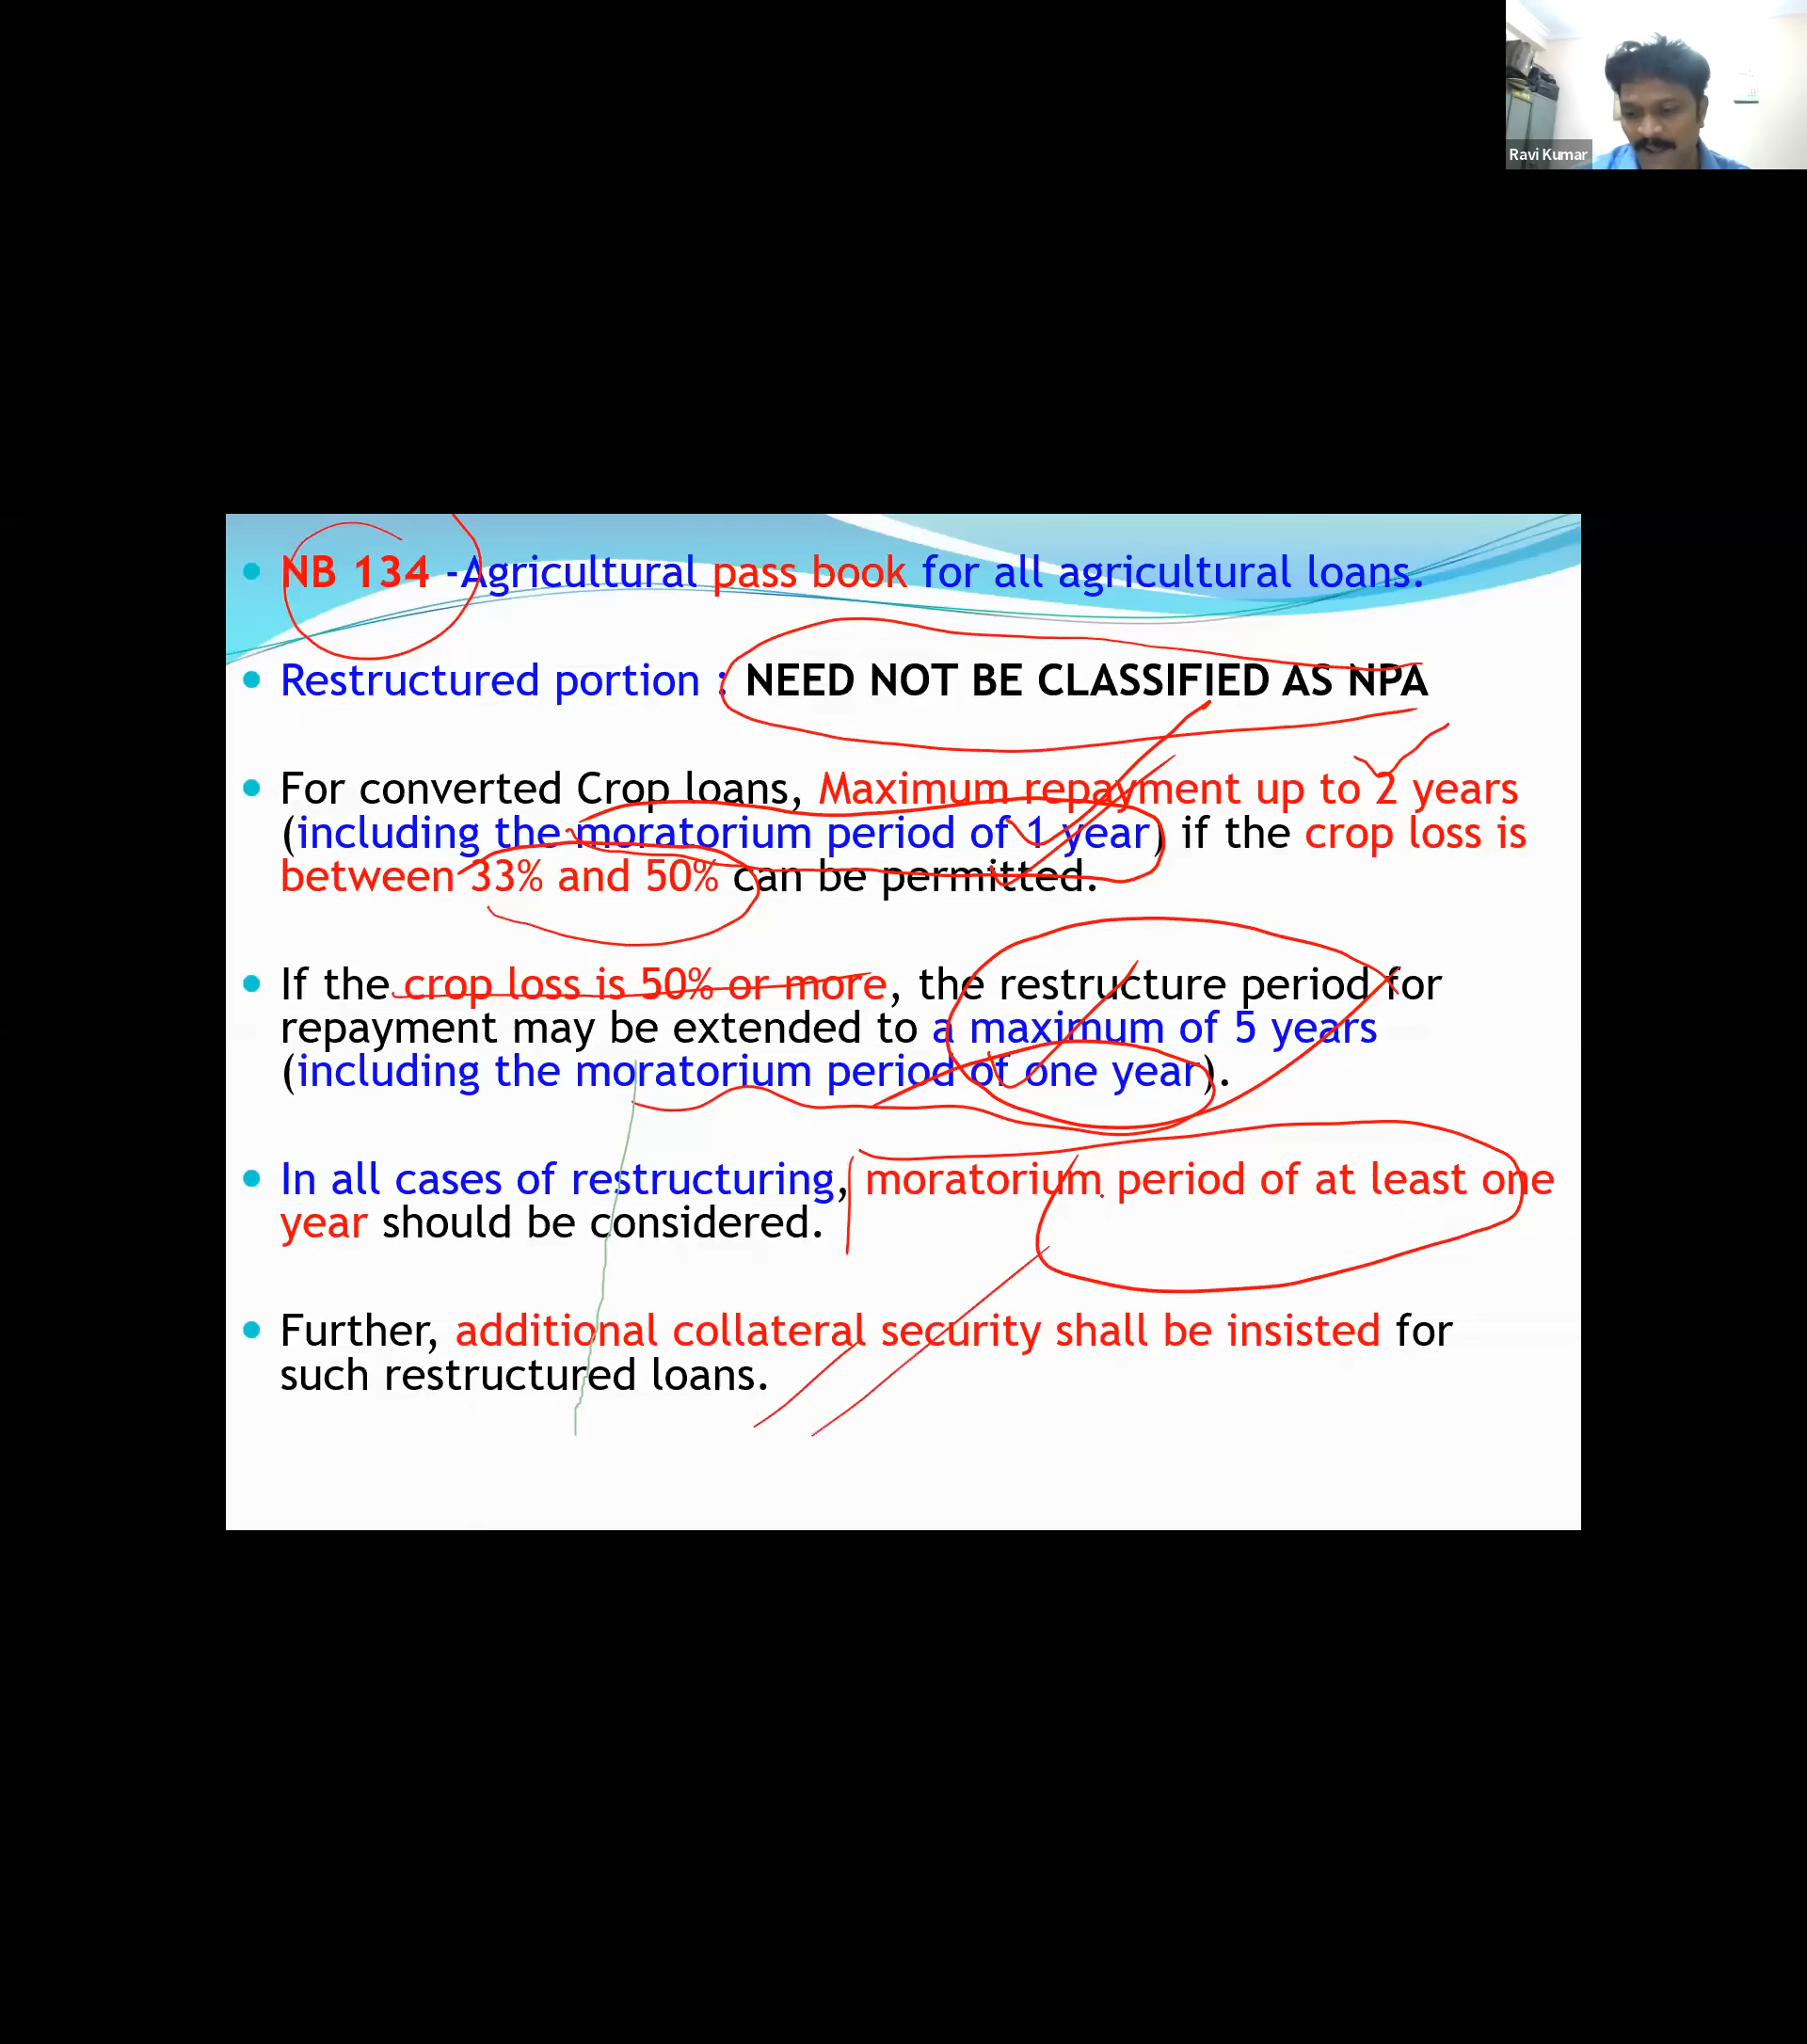 Ravi Kumar
NB 134 -Agricultural pass book for all agricultural loans.
Restructured portion : NEED NOT BE CLASSIFIED AS NPA
For converted Crop loans, Maximum repayment up to 2 years
(including the moratorium period of 1 year) if the crop loss is
between 33% and 50% can be permitted.
If the crop loss is 50% or more, the restructure period for
repayment may be extended to a maximum of 5 years
(including the moratorium period of one year).
In all cases of restructuring, moratorium period of at least one
year should be considered.
Further, additional collateral security shall be insisted for
such restructured loans.